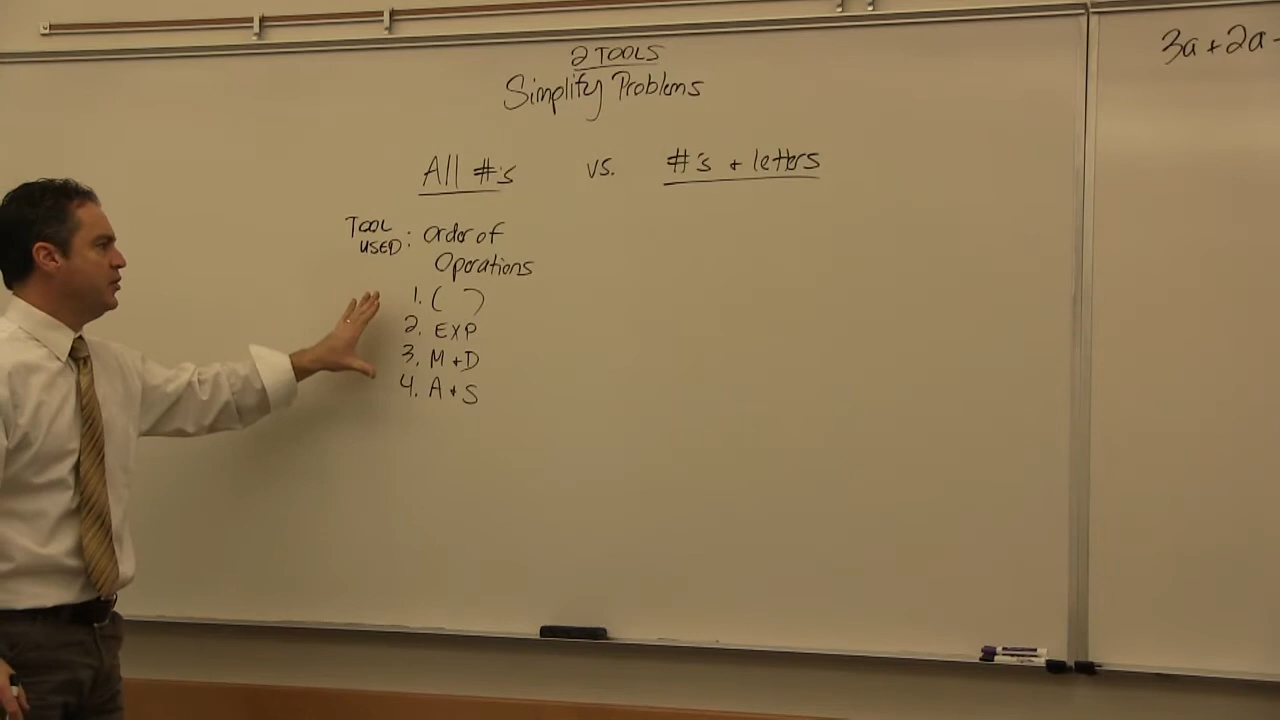 2 TOOLS
Simplify Problems
All #'s vs. #'s + letters
TOOL USED: Order of
Operations
1. ( )
2. EXP
3. M + D
4. A + S
3a + 2a -